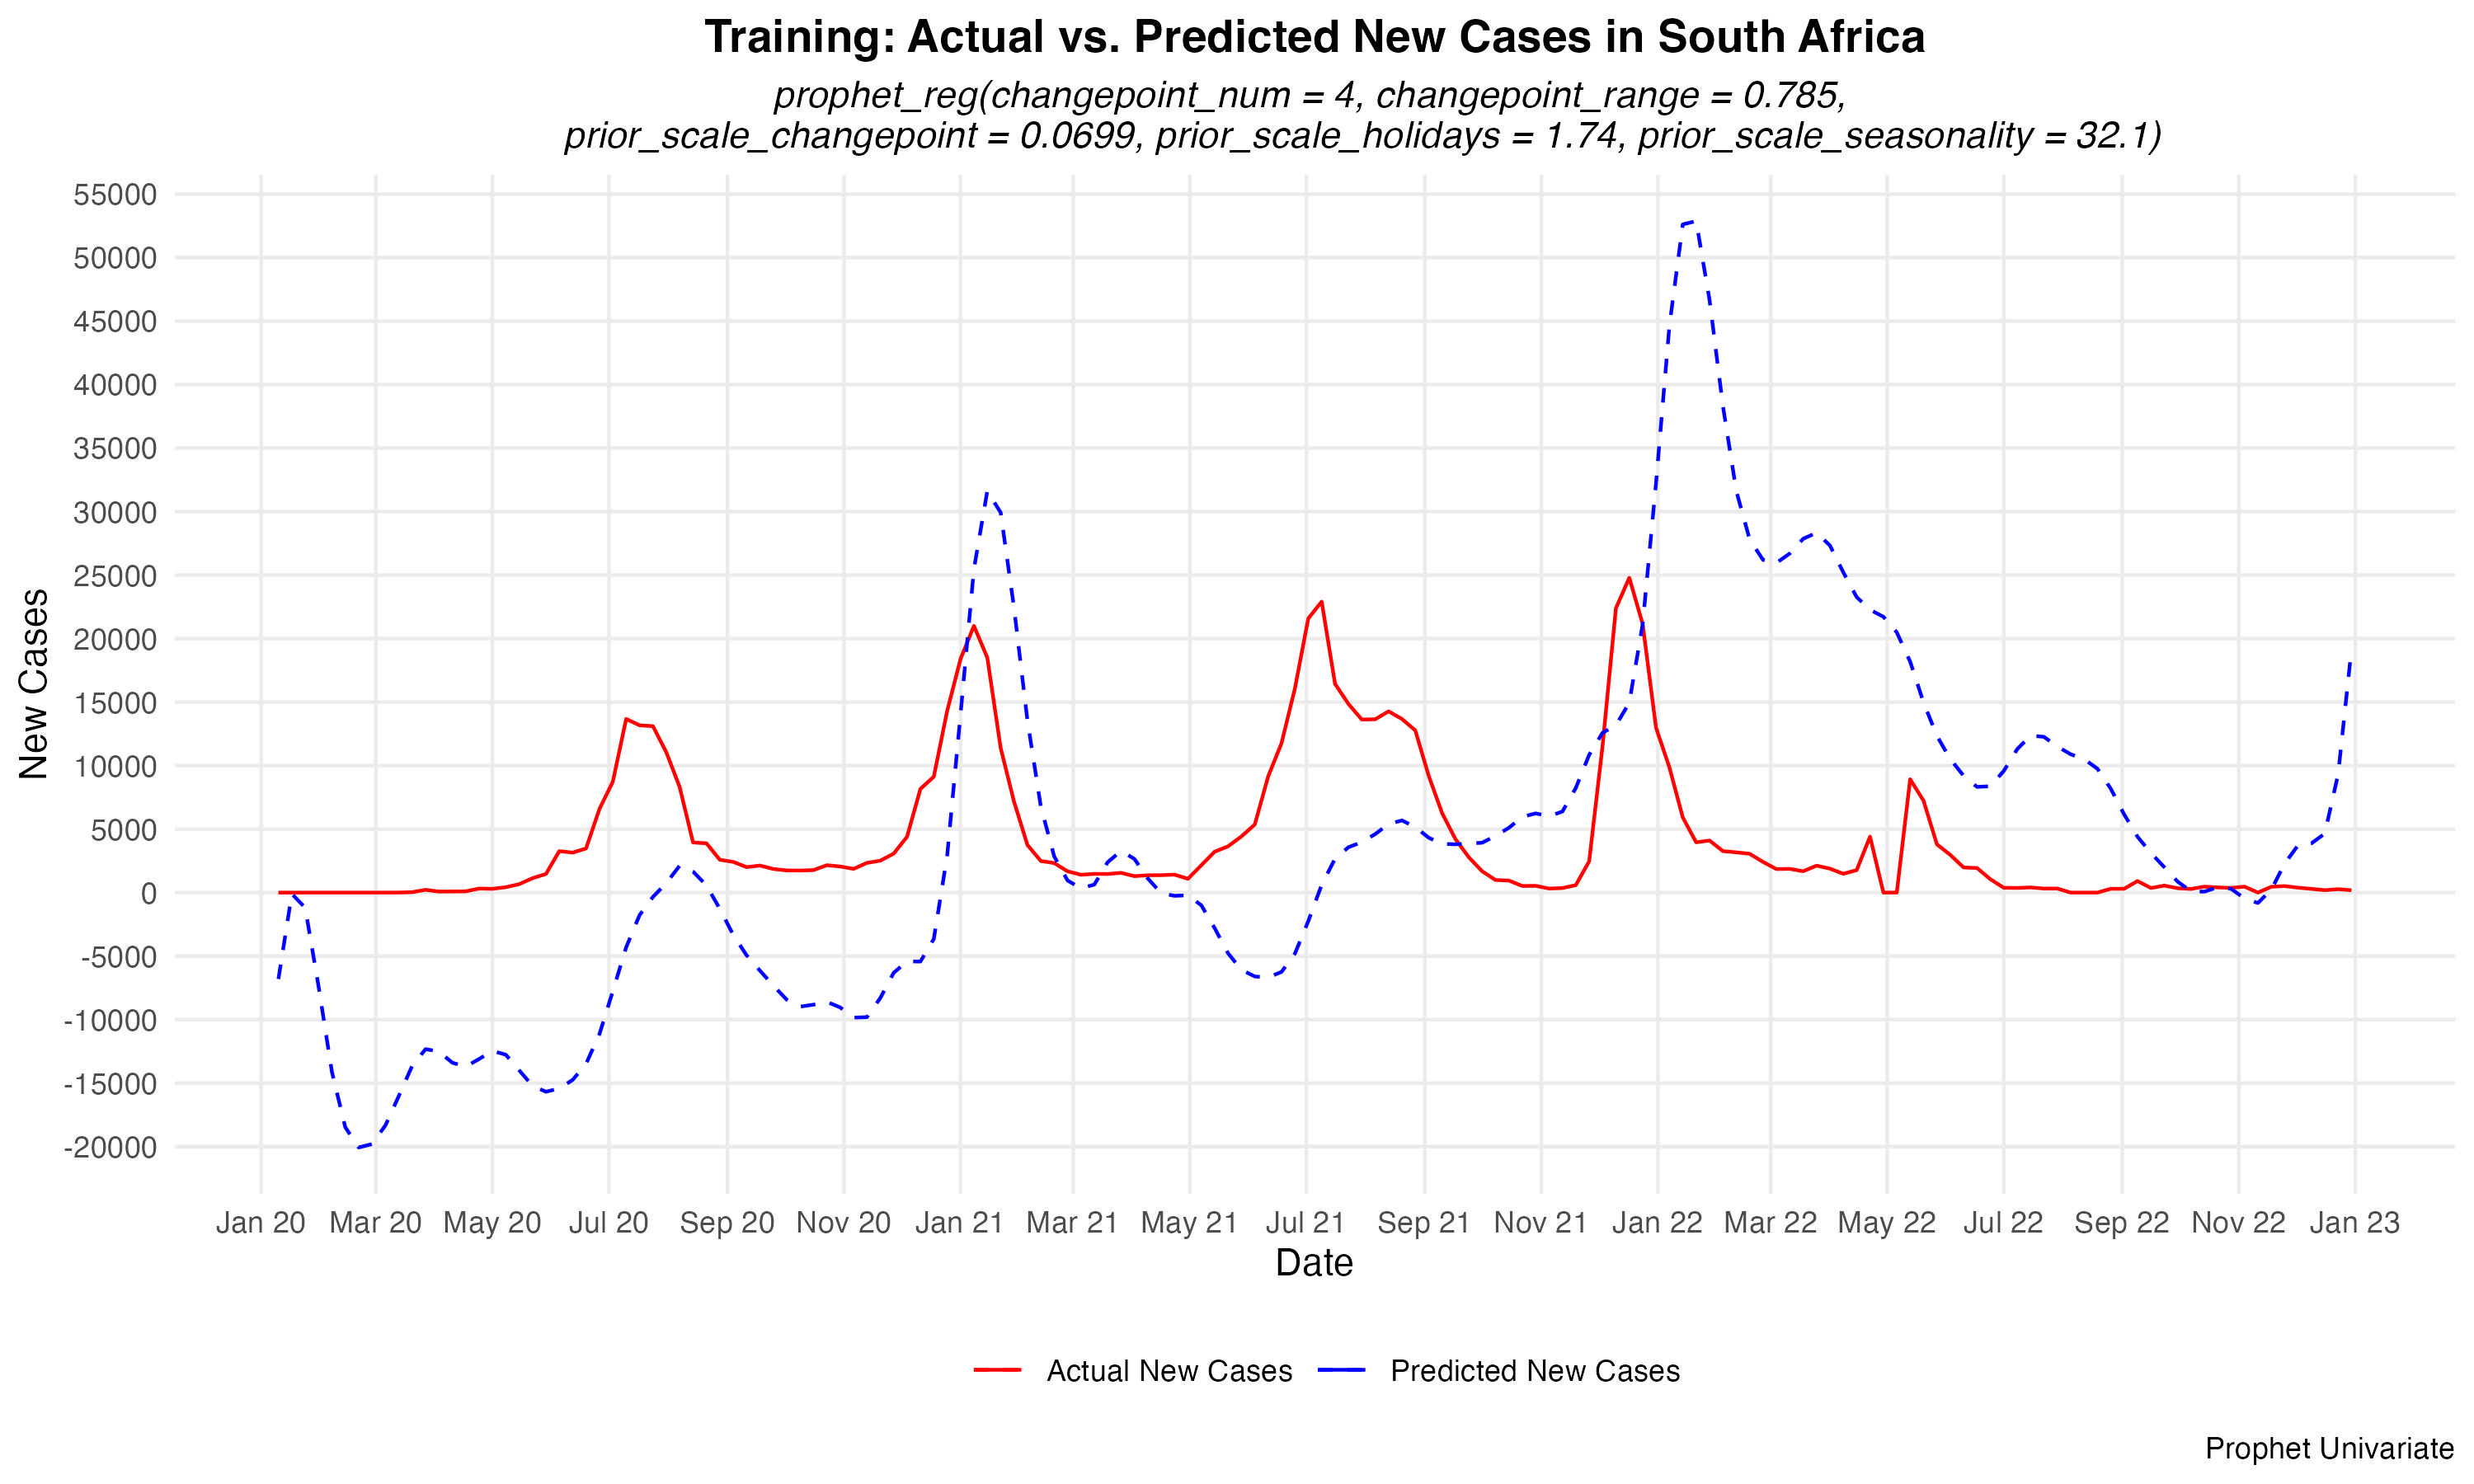 Training: Actual vs. Predicted New Cases in South Africa
prophet_reg(changepoint_num = 4, changepoint_range = 0.785,
prior_scale_changepoint = 0.0699, prior_scale_holidays = 1.74, prior_scale_seasonality = 32.1)
55000
50000
45000
40000
35000
30000
25000
20000
15000
10000
5000
0
-5000
-10000
-15000
-20000
New Cases
Jan 20 Mar 20 May 20 Jul 20 Sep 20 Nov 20 Jan 21 Mar 21 May 21 Jul 21 Sep 21 Nov 21 Jan 22 Mar 22 May 22 Jul 22 Sep 22 Nov 22 Jan 23
Date
Actual New Cases Predicted New Cases
Prophet Univariate